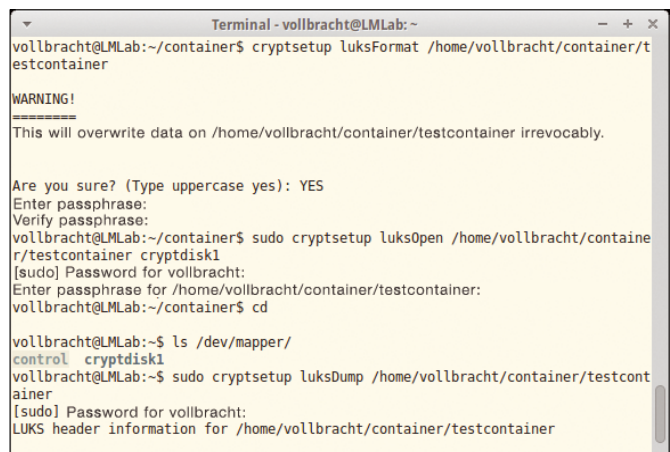 Terminal - vollbracht@LMLab: ~
vollbracht@LMLab:~/container$ cryptsetup luksFormat /home/vollbracht/container/t
estcontainer
WARNING!
========
This will overwrite data on /home/vollbracht/container/testcontainer irrevocably.
Are you sure? (Type uppercase yes): YES
Enter passphrase:
Verify passphrase:
vollbracht@LMLab:~/container$ sudo cryptsetup luksOpen /home/vollbracht/containe
r/testcontainer cryptdisk1
[sudo] Password for vollbracht:
Enter passphrase for /home/vollbracht/container/testcontainer:
vollbracht@LMLab:~/container$ cd
vollbracht@LMLab:~$ ls /dev/mapper/
control cryptdisk1
vollbracht@LMLab:~$ sudo cryptsetup luksDump /home/vollbracht/container/testcont
ainer
[sudo] Password for vollbracht:
LUKS header information for /home/vollbracht/container/testcontainer